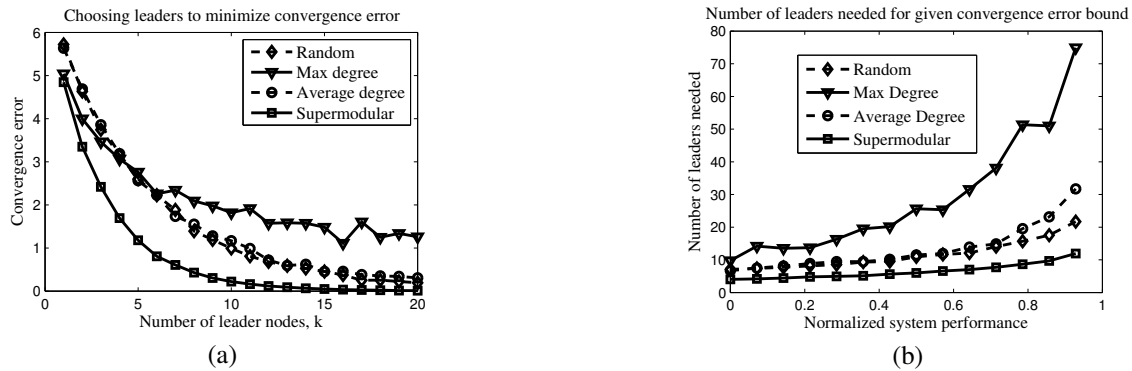 Choosing leaders to minimize convergence error
6
5
4
3
2
1
0
Convergence error
Random
Max degree
Average degree
Supermodular
0
5
10
15
20
Number of leader nodes, k
(a)
Number of leaders needed for given convergence error bound
80
70
60
50
40
30
20
10
0
Number of leaders needed
Random
Max Degree
Average Degree
Supermodular
0
0.2
0.4
0.6
0.8
1
Normalized system performance
(b)